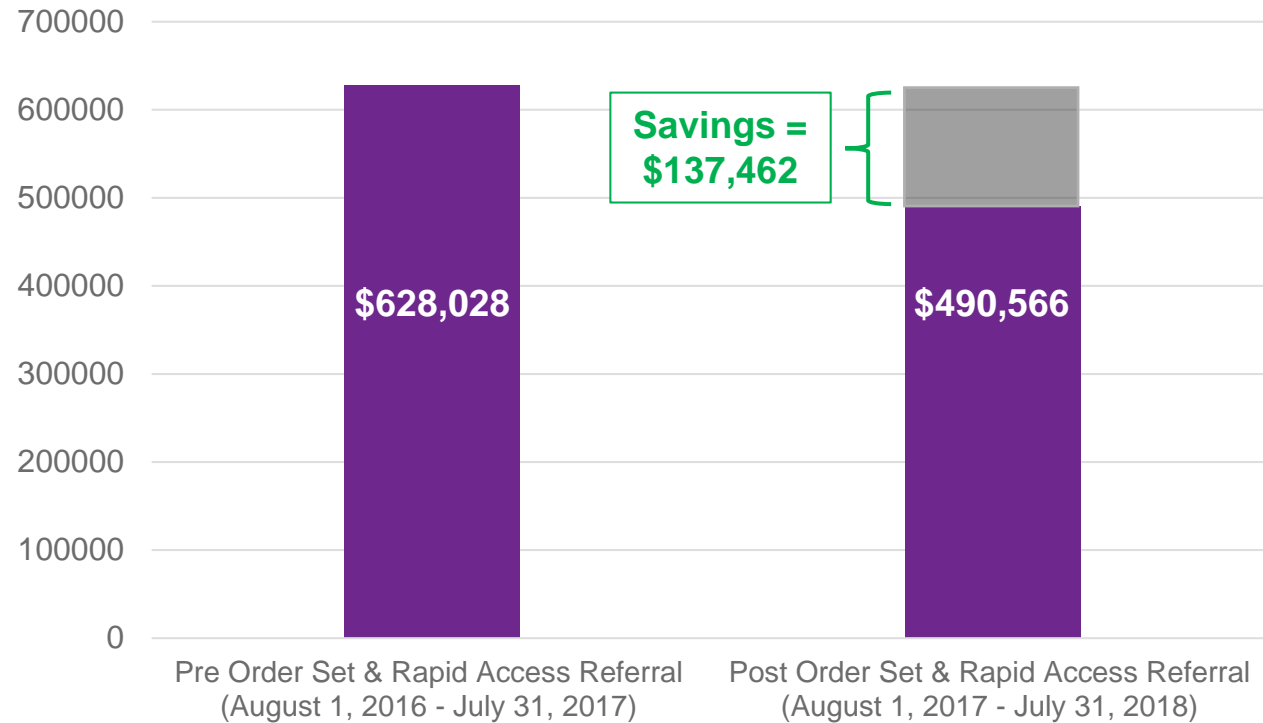 700000
600000
500000
400000
300000
200000
100000
0
Savings =
$137,462
$628,028
$490,566
Pre Order Set & Rapid Access Referral
(August 1, 2016 - July 31, 2017)
Post Order Set & Rapid Access Referral
(August 1, 2017 - July 31, 2018)